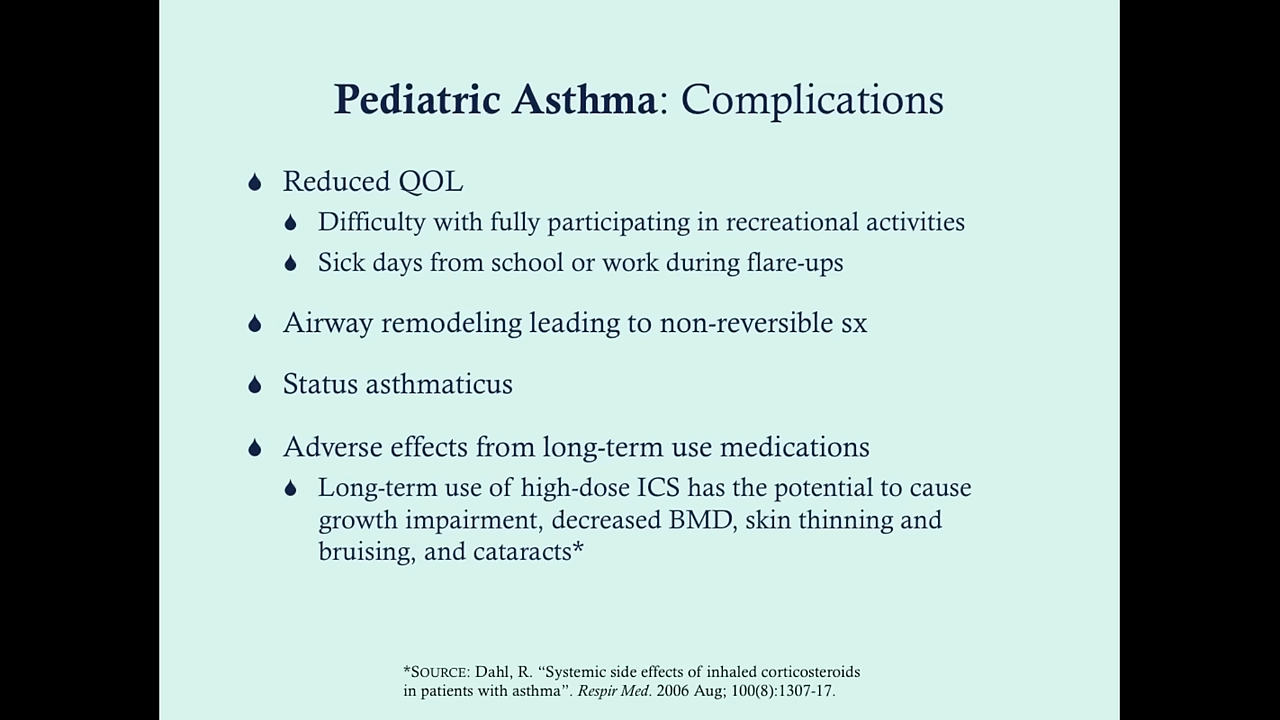 Pediatric Asthma: Complications
Reduced QOL
Difficulty with fully participating in recreational activities
Sick days from school or work during flare-ups
Airway remodeling leading to non-reversible sx
Status asthmaticus
Adverse effects from long-term use medications
Long-term use of high-dose ICS has the potential to cause
growth impairment, decreased BMD, skin thinning and
bruising, and cataracts*
*SOURCE: Dahl, R. “Systemic side effects of inhaled corticosteroids
in patients with asthma”. Respir Med. 2006 Aug; 100(8):1307-17.